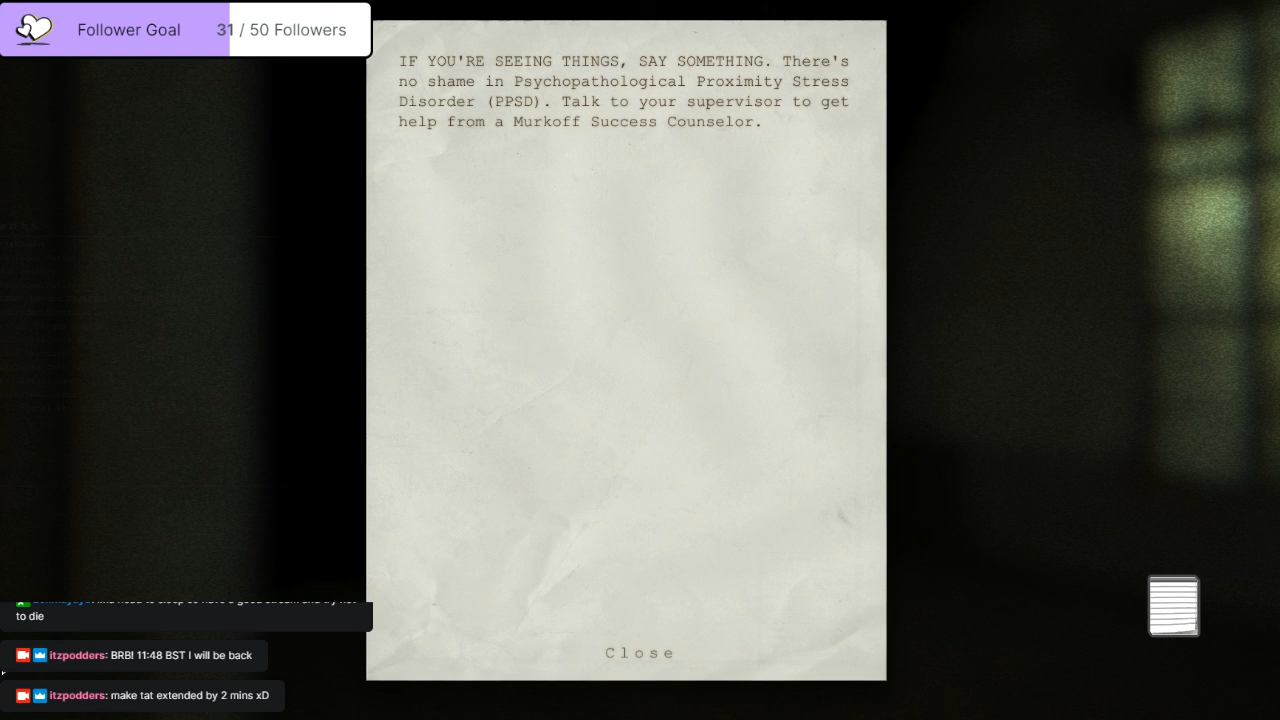 Follower Goal 31 / 50 Followers
IF YOU'RE SEEING THINGS, SAY SOMETHING. There's
no shame in Psychopathological Proximity Stress
Disorder (PPSD). Talk to your supervisor to get
help from a Murkoff Success Counselor.
Close
to die
itzpodders: BRB! 11:48 BST I will be back
itzpodders: make tat extended by 2 mins xD